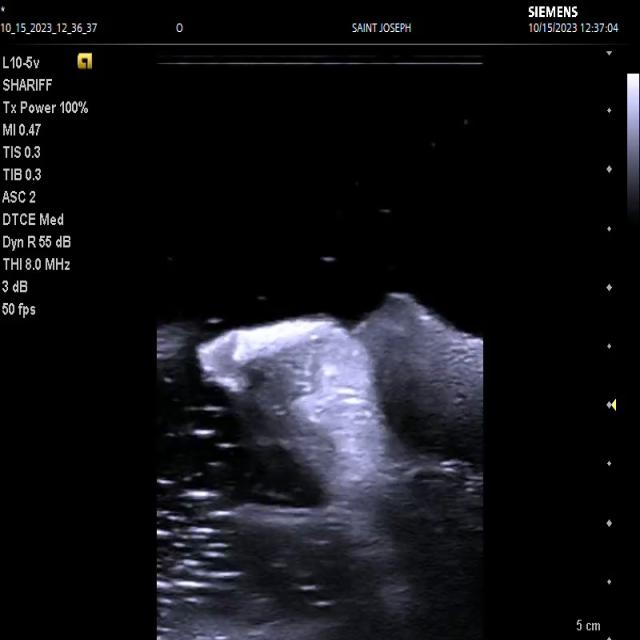 *
SIEMENS
10_15_2023_12_36_37 O SAINT JOSEPH 10/15/2023 12:37:04
L10-5v
SHARIFF
Tx Power 100%
MI 0.47
TIS 0.3
TIB 0.3
ASC 2
DTCE Med
Dyn R 55 dB
THI 8.0 MHz
3 dB
50 fps
5 cm